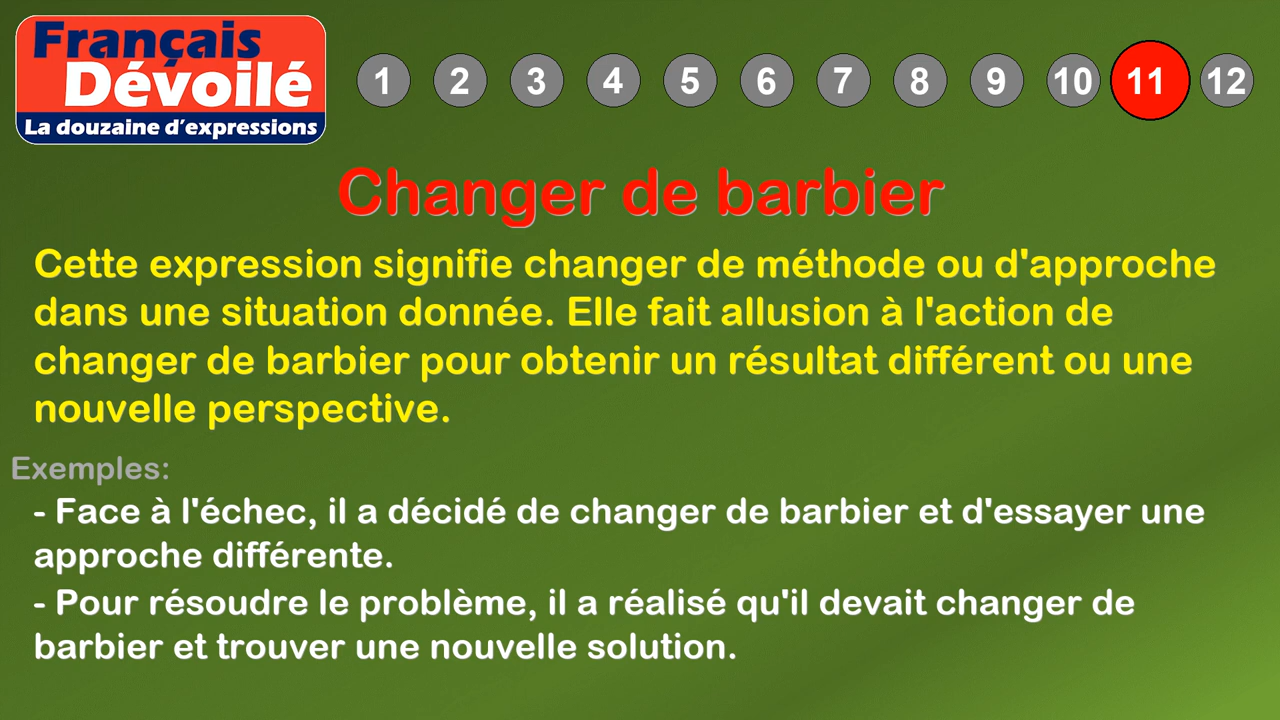 Français
Dévoilé
La douzaine d'expressions
1 2 3 4 5 6 7 8 9 10 11 12
Changer de barbier
Cette expression signifie changer de méthode ou d'approche
dans une situation donnée. Elle fait allusion à l'action de
changer de barbier pour obtenir un résultat différent ou une
nouvelle perspective.
Exemples:
- Face à l'échec, il a décidé de changer de barbier et d'essayer une
approche différente.
- Pour résoudre le problème, il a réalisé qu'il devait changer de
barbier et trouver une nouvelle solution.